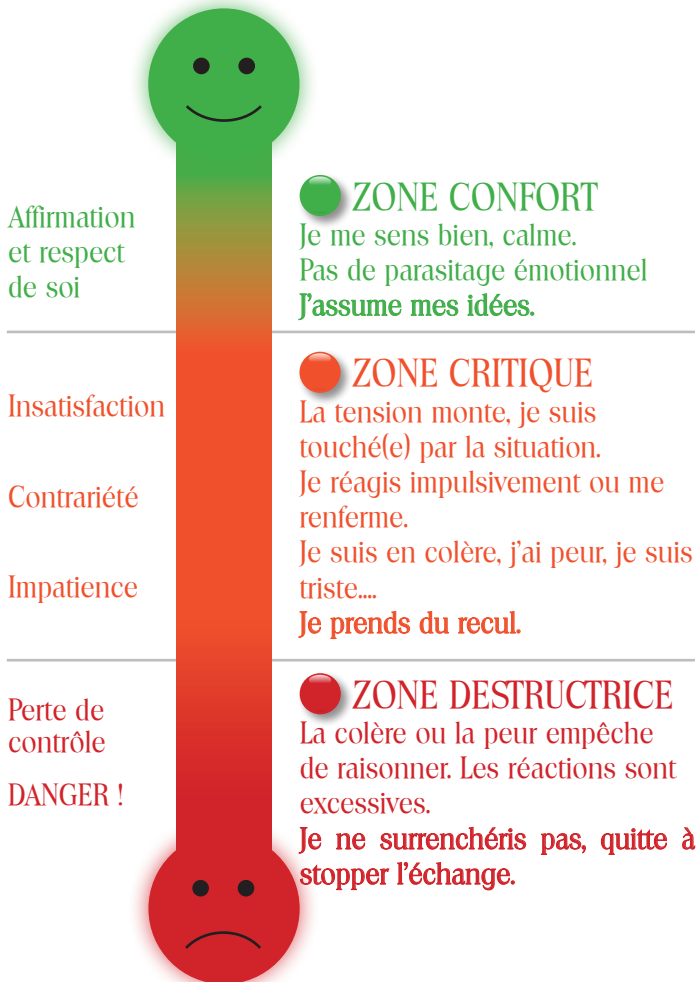 Affirmation
et respect
de soi
ZONE CONFORT
Je me sens bien, calme.
Pas de parasitage émotionnel
J'assume mes idées.
Insatisfaction
Contrariété
Impatience
ZONE CRITIQUE
La tension monte, je suis
touché(e) par la situation.
Je réagis impulsivement ou me
renferme.
Je suis en colère, j'ai peur, je suis
triste....
Je prends du recul.
Perte de
contrôle
DANGER !
ZONE DESTRUCTRICE
La colère ou la peur empêche
de raisonner. Les réactions sont
excessives.
Je ne surrenchéris pas, quitte à
stopper l'échange.